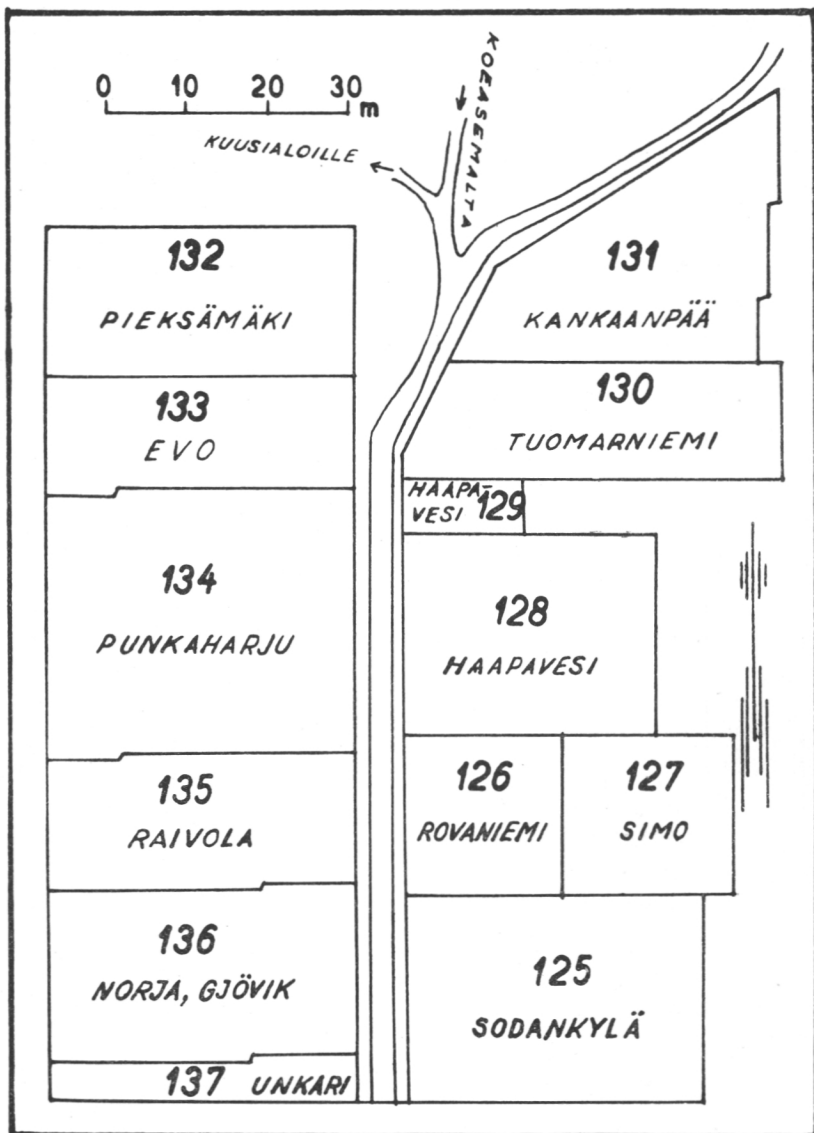 0 10 20 30 m
KOEASEMALTA
KUUSIALOILLE
132
PIEKSÄMÄKI
133
EVO
134
PUNKAHARJU
135
RAIVOLA
136
NORJA, GJÖVIK
137 UNKARI
131
KANKAANPÄÄ
130
TUOMARNIEMI
HAAPA-
VESI 129
128
HAAPAVESI
126
ROVANIEMI
127
SIMO
125
SODANKYLÄ